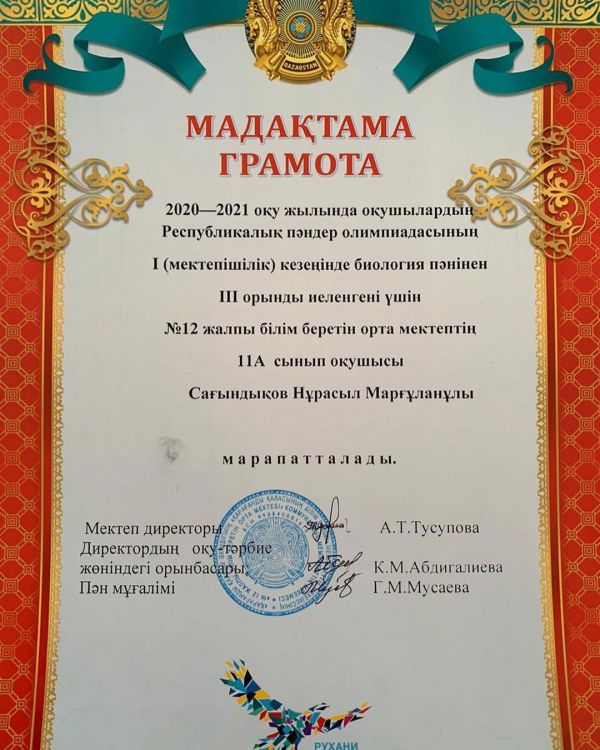 QAZAQSTAN
МАДАҚТАМА
ГРАМОТА
2020—2021 оқу жылында оқушылардың
Республикалық пәндер олимпиадасының
І (мектепішілік) кезеңінде биология пәнінен
ІІІ орынды иеленгені үшін
№12 жалпы білім беретін орта мектептің
11А сынып оқушысы
Сағындықов Нұрасыл Марғұланұлы
марапатталады.
Мектеп директоры А.Т.Тусупова
Директордың оқу-тәрбие
жөніндегі орынбасары: К.М.Абдигалиева
Пән мұғалімі Г.М.Мусаева
РУХАНИ